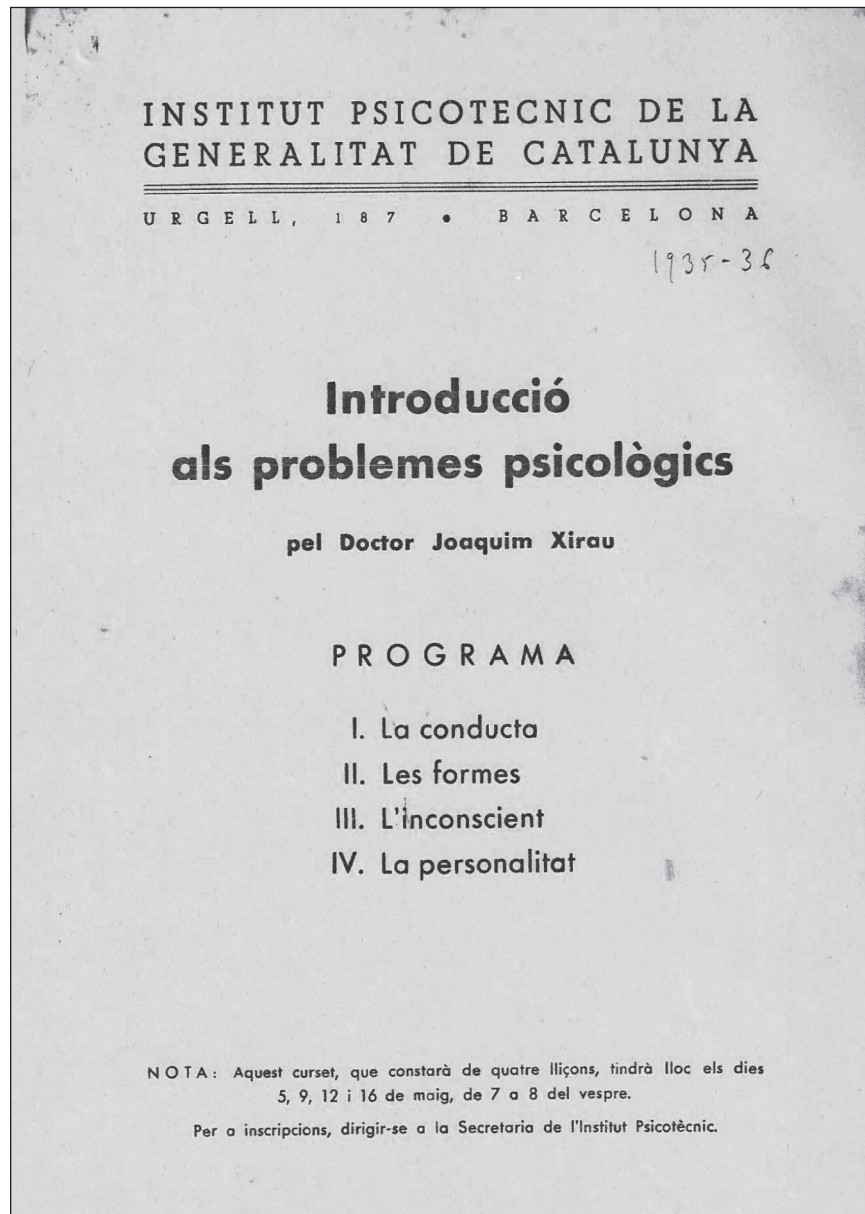 INSTITUT PSICOTECNIC DE LA
GENERALITAT DE CATALUNYA
URGELL, 187 • BARCELONA
1935-36
Introducció
als problemes psicològics
pel Doctor Joaquim Xirau
PROGRAMA
I. La conducta
II. Les formes
III. L'inconscient
IV. La personalitat
NOTA: Aquest curset, que constarà de quatre lliçons, tindrà lloc els dies
5, 9, 12 i 16 de maig, de 7 a 8 del vespre.
Per a inscripcions, dirigir-se a la Secretaria de l'Institut Psicotècnic.